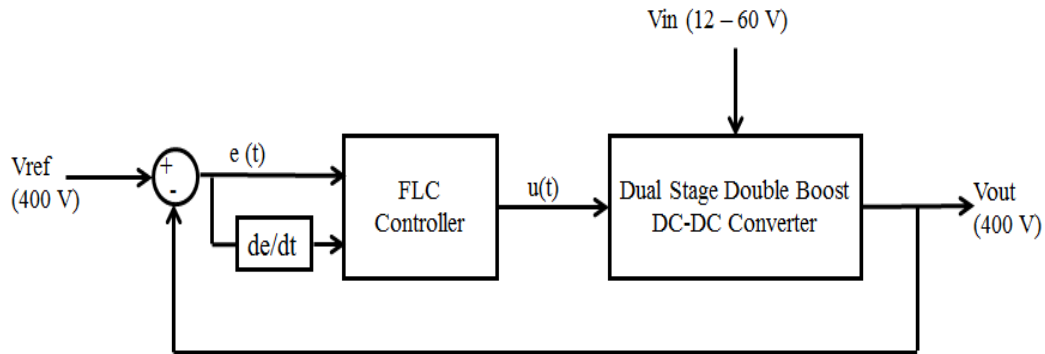 Vin (12 – 60 V)
Vref
(400 V)
+
-
e (t)
de/dt
FLC
Controller
u(t)
Dual Stage Double Boost
DC-DC Converter
Vout
(400 V)